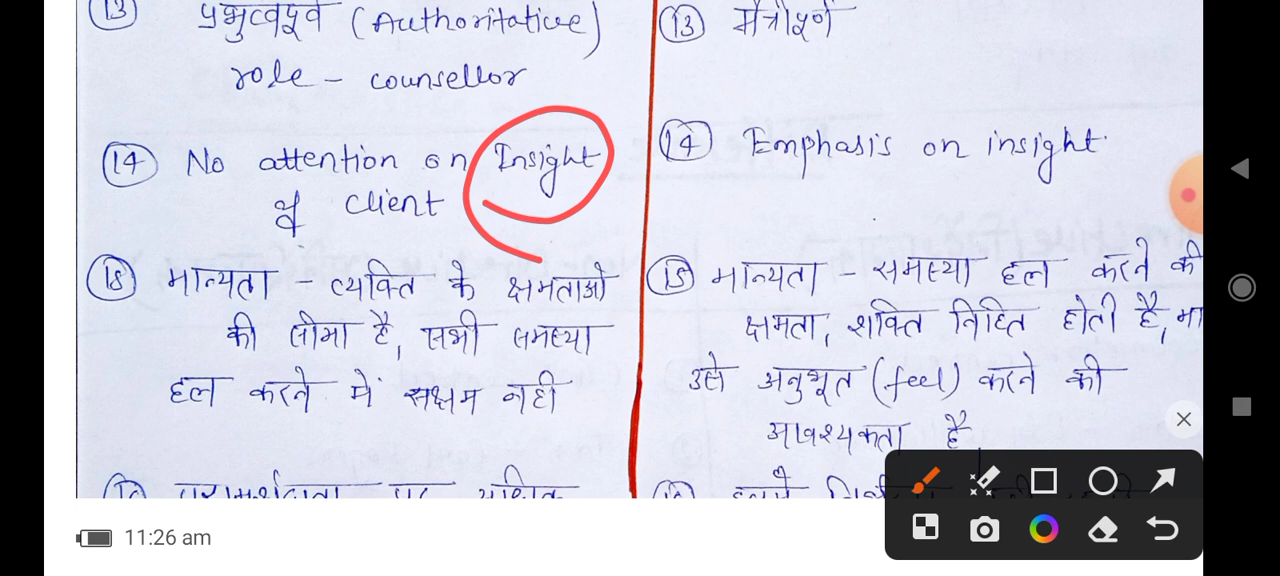 ⑬ प्रभुत्वपूर्व (Authoritative)
role - counsellor
⑭ No attention on Insight
of client
⑮ मान्यता - व्यक्ति के क्षमताओ
की सीमा है, सभी समस्या
हल करने में सक्षम नही
⑬ मैत्रीपूर्ण
⑭ Emphasis on insight.
⑮ मान्यता - समस्या हल करने की
क्षमता, शक्ति निहित होती है,
उसे अनुभूत (feel) करने की
आवश्यकता है
11:26 am